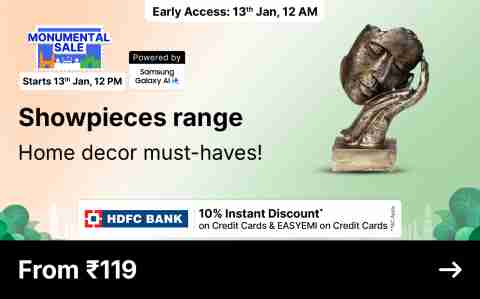 Early Access: 13th Jan, 12 AM
MONUMENTAL
SALE
Powered by
Samsung
Galaxy AI
Starts 13th Jan, 12 PM
Showpieces range
Home decor must-haves!
HDFC BANK
10% Instant Discount*
on Credit Cards & EASYEMI on Credit Cards
*T&C Apply
From ₹119